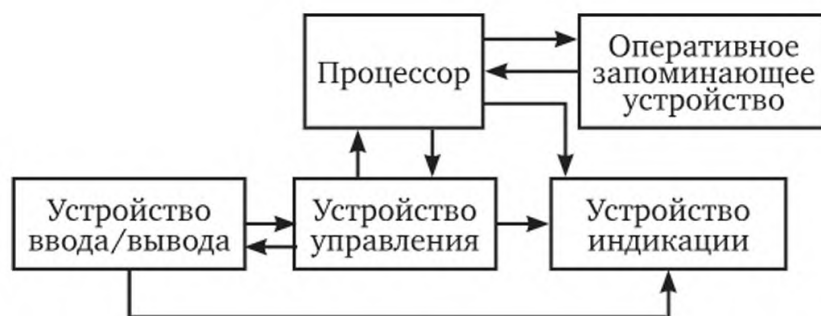 Процессор
Оперативное
запоминающее
устройство
Устройство
ввода/вывода
Устройство
управления
Устройство
индикации